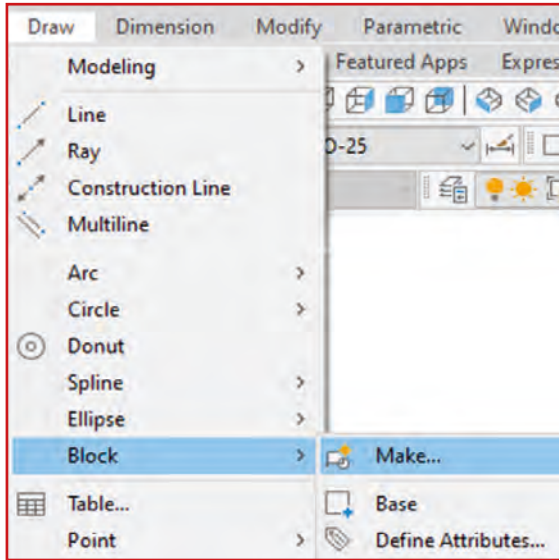 Draw Dimension Modify Parametric
Modeling
Featured Apps
Line
Ray
Construction Line
Multiline
Arc
Circle
Donut
Spline
Ellipse
Block
Make...
Table...
Base
Point
Define Attributes...